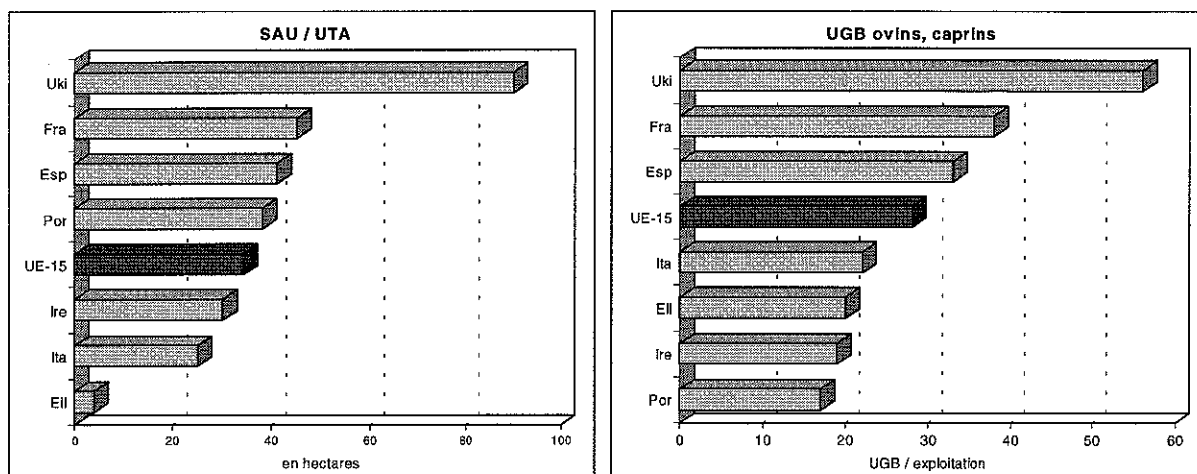 SAU / UTA
Uki
Fra
Esp
Por
UE-15
Ire
Ita
Ell
0 20 40 60 80 100
en hectares
UGB ovins, caprins
Uki
Fra
Esp
UE-15
Ita
Ell
Ire
Por
0 10 20 30 40 50 60
UGB / exploitation